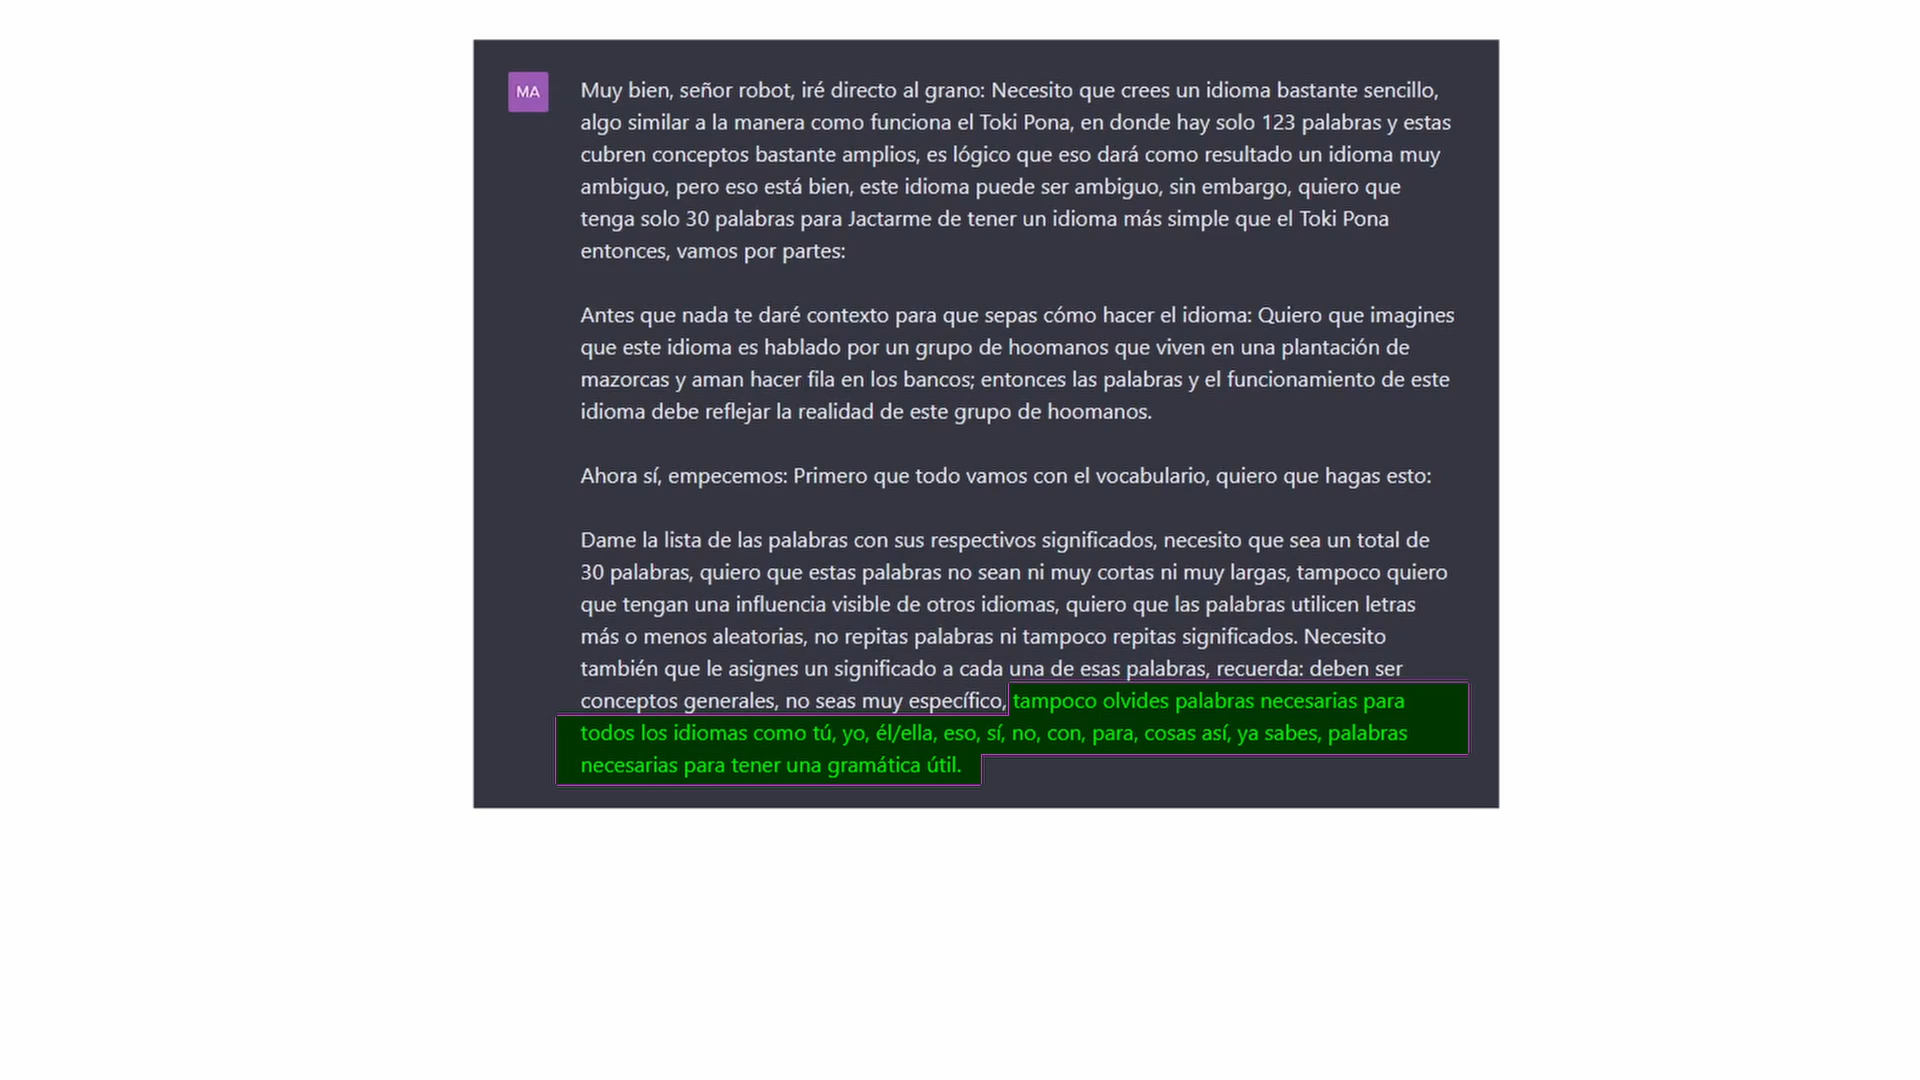 MA
Muy bien, señor robot, iré directo al grano: Necesito que crees un idioma bastante sencillo,
algo similar a la manera como funciona el Toki Pona, en donde hay solo 123 palabras y estas
cubren conceptos bastante amplios, es lógico que eso dará como resultado un idioma muy
ambiguo, pero eso está bien, este idioma puede ser ambiguo, sin embargo, quiero que
tenga solo 30 palabras para Jactarme de tener un idioma más simple que el Toki Pona
entonces, vamos por partes:
Antes que nada te daré contexto para que sepas cómo hacer el idioma: Quiero que imagines
que este idioma es hablado por un grupo de hoomanos que viven en una plantación de
mazorcas y aman hacer fila en los bancos; entonces las palabras y el funcionamiento de este
idioma debe reflejar la realidad de este grupo de hoomanos.
Ahora sí, empecemos: Primero que todo vamos con el vocabulario, quiero que hagas esto:
Dame la lista de las palabras con sus respectivos significados, necesito que sea un total de
30 palabras, quiero que estas palabras no sean ni muy cortas ni muy largas, tampoco quiero
que tengan una influencia visible de otros idiomas, quiero que las palabras utilicen letras
más o menos aleatorias, no repitas palabras ni tampoco repitas significados. Necesito
también que le asignes un significado a cada una de esas palabras, recuerda: deben ser
conceptos generales, no seas muy específico, tampoco olvides palabras necesarias para
todos los idiomas como tú, yo, él/ella, eso, sí, no, con, para, cosas así, ya sabes, palabras
necesarias para tener una gramática útil.